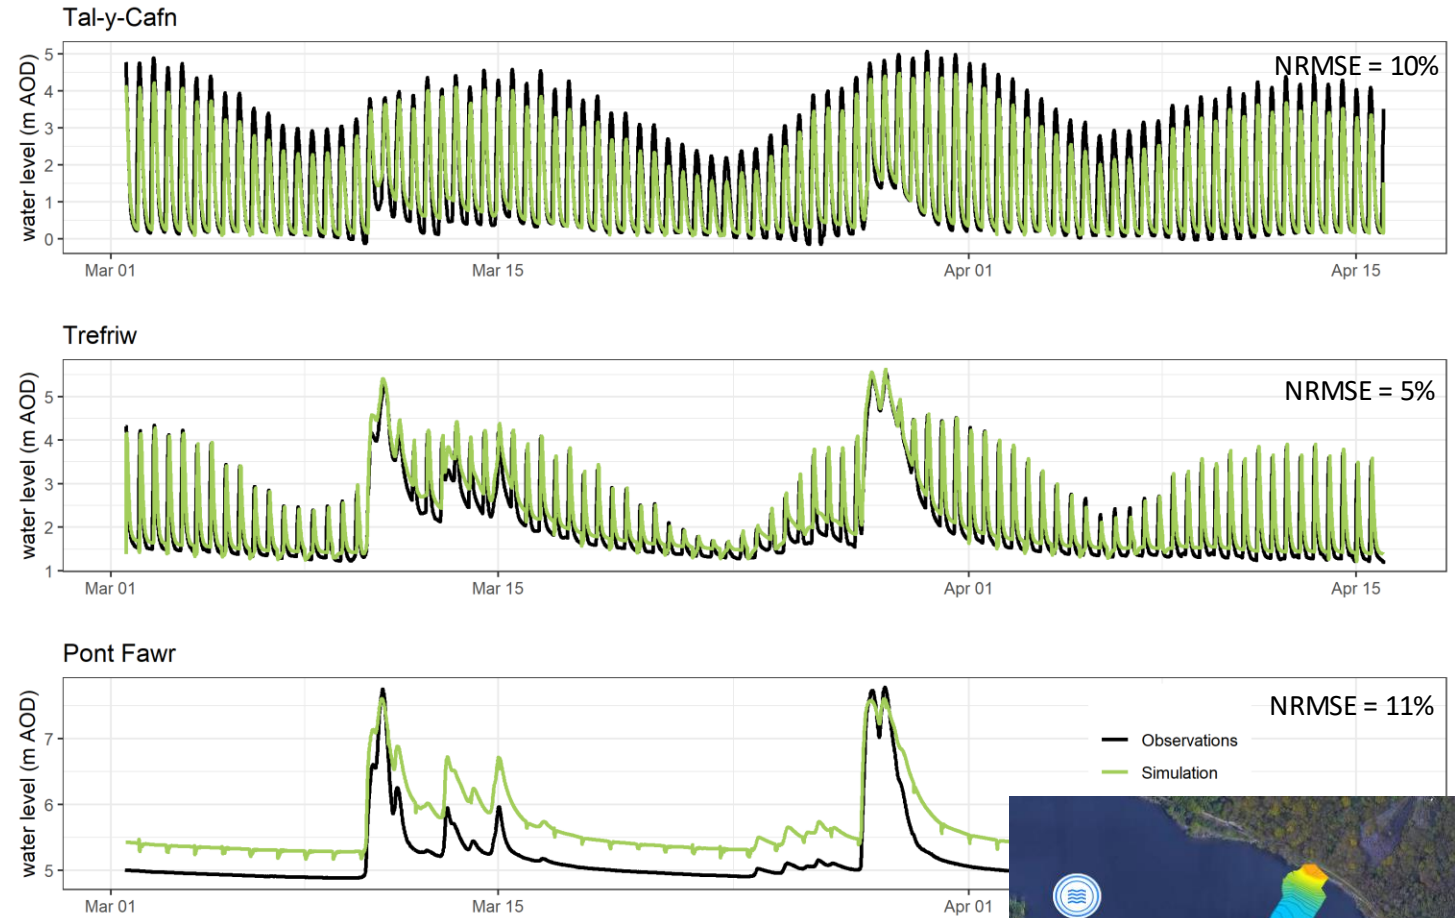 Tal-y-Cafn
NRMSE = 10%
water level (m AOD)
5
4
3
2
1
0
Mar 01
Mar 15
Apr 01
Apr 15
Trefriw
NRMSE = 5%
water level (m AOD)
5
4
3
2
1
Mar 01
Mar 15
Apr 01
Apr 15
Pont Fawr
NRMSE = 11%
Observations
Simulation
water level (m AOD)
7
6
5
Mar 01
Mar 15
Apr 01